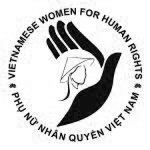 VIETNAMESE WOMEN FOR HUMAN RIGHTS
PHỤ NỮ NHÂN QUYỀN VIỆT NAM